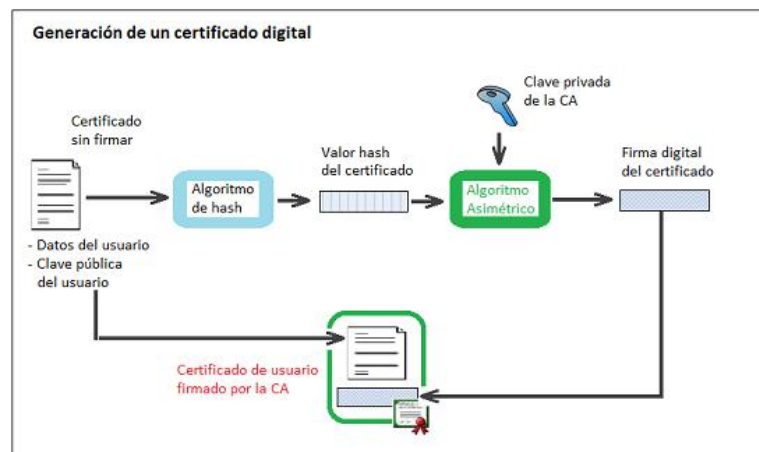 Generación de un certificado digital
Clave privada
de la CA
Certificado
sin firmar
Valor hash
del certificado
Firma digital
del certificado
Algoritmo
de hash
Algoritmo
Asimétrico
- Datos del usuario
- Clave pública
del usuario
Certificado de usuario
firmado por la CA